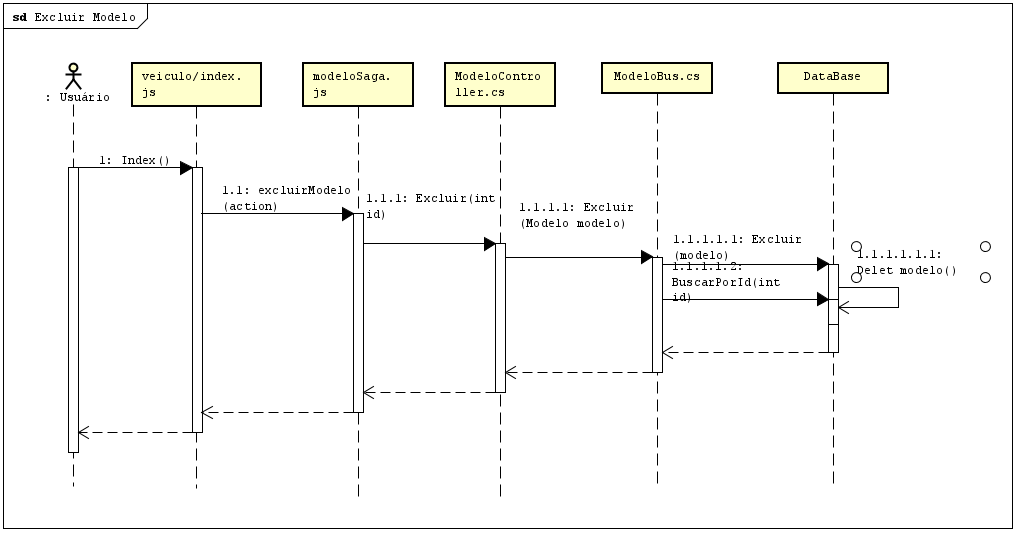 sd Excluir Modelo
: Usuário
veiculo/index.
js
modeloSaga.
js
ModeloContro
ller.cs
ModeloBus.cs
DataBase
1: Index()
1.1: excluirModelo
(action)
1.1.1: Excluir(int
id)
1.1.1.1: Excluir
(Modelo modelo)
1.1.1.1.1: Excluir
(modelo)
1.1.1.1.2:
BuscarPorId(int
id)
1.1.1.1.1.1:
Delet modelo()